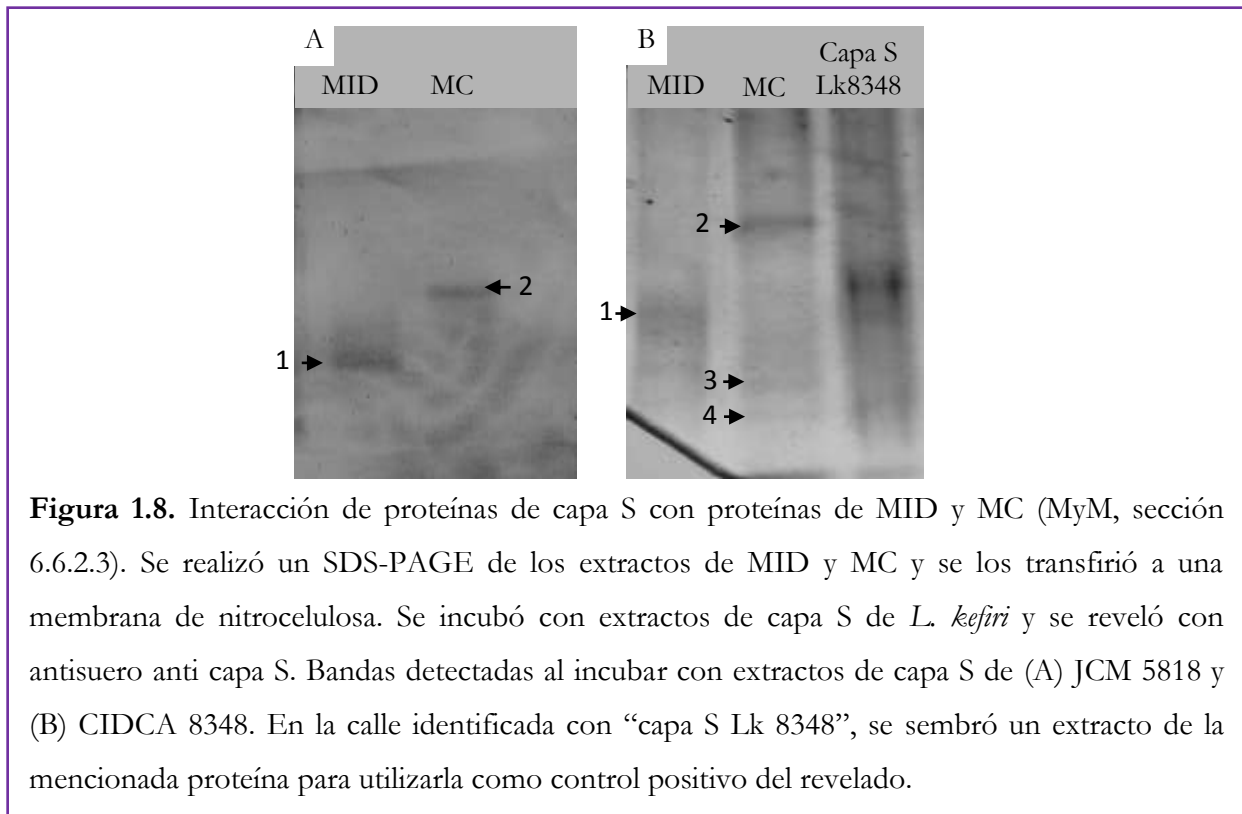 A
MID MC
1
2
B
MID MC Capa S
Lk8348
2
1
3
4
Figura 1.8. Interacción de proteínas de capa S con proteínas de MID y MC (MyM, sección
6.6.2.3). Se realizó un SDS-PAGE de los extractos de MID y MC y se los transfirió a una
membrana de nitrocelulosa. Se incubó con extractos de capa S de L. kefiri y se reveló con
antisuero anti capa S. Bandas detectadas al incubar con extractos de capa S de (A) JCM 5818 y
(B) CIDCA 8348. En la calle identificada con “capa S Lk 8348”, se sembró un extracto de la
mencionada proteína para utilizarla como control positivo del revelado.